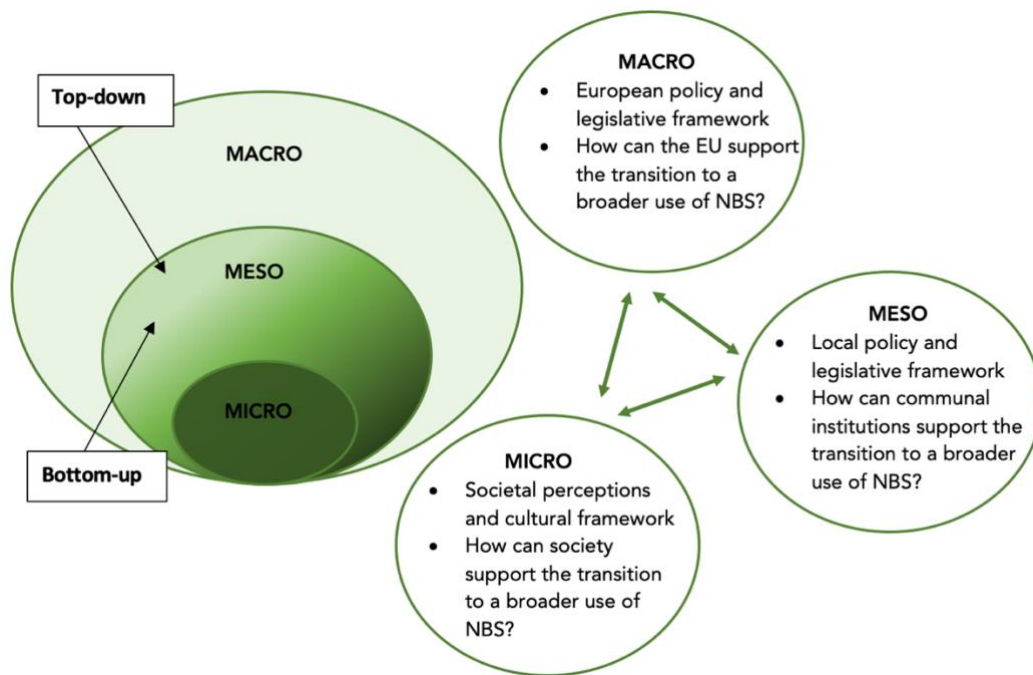 Top-down
MACRO
MESO
MICRO
Bottom-up
MACRO
• European policy and
legislative framework
• How can the EU support
the transition to a
broader use of NBS?
MESO
• Local policy and
legislative framework
• How can communal
institutions support the
transition to a broader
use of NBS?
MICRO
• Societal perceptions
and cultural framework
• How can society
support the transition
to a broader use of
NBS?